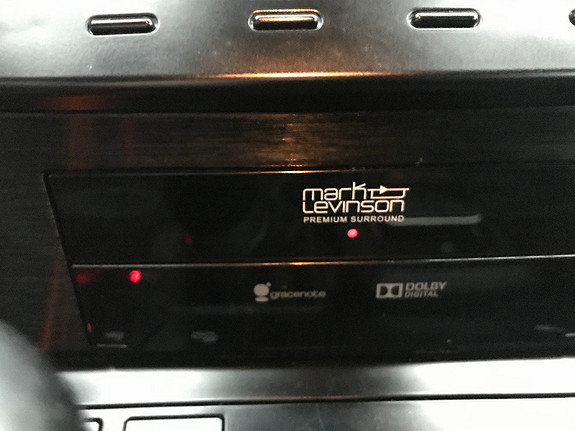 mark
Levinson
PREMIUM SURROUND
gracenote
DOLBY
DIGITAL